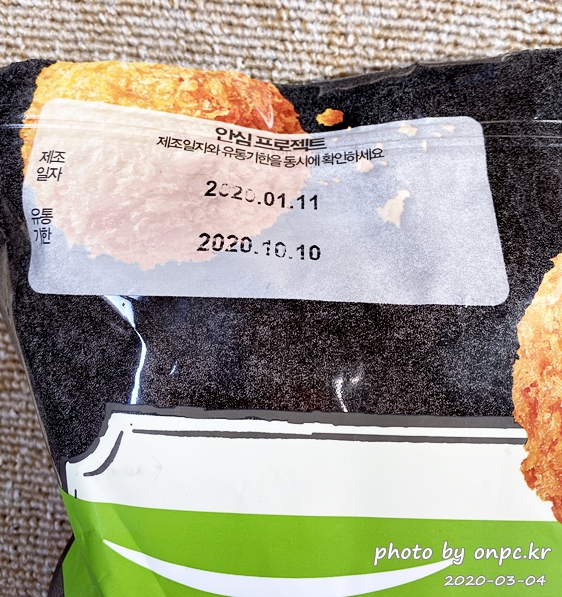 안심 프로젝트
제조일자와 유통기한을 동시에 확인하세요
제조
일자
2020.01.11
유통
기한
2020.10.10
photo by onpc.kr
2020-03-04